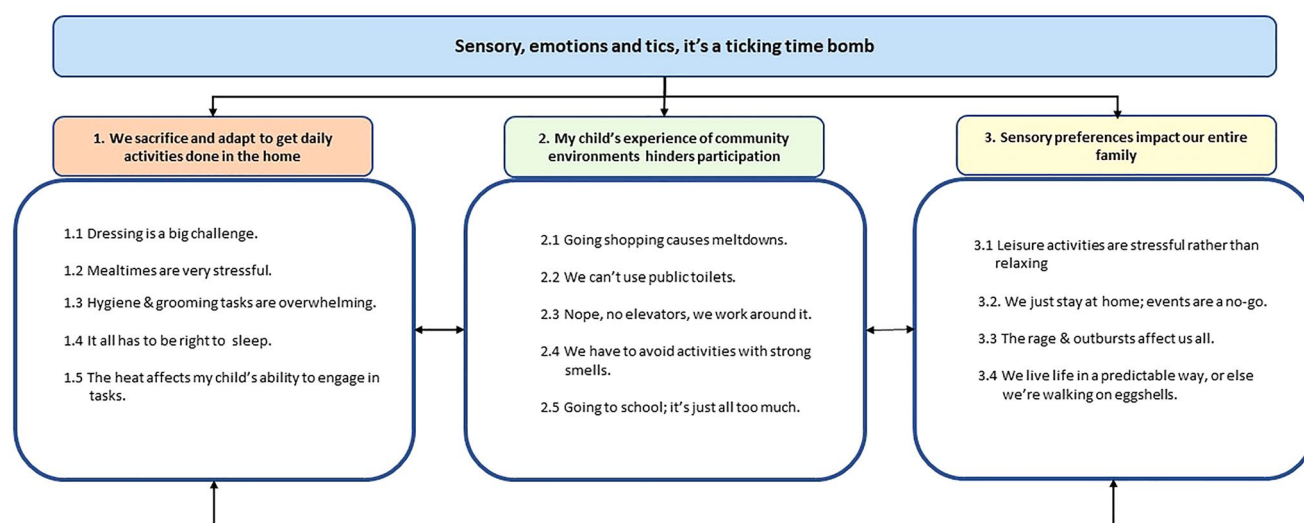 Sensory, emotions and tics, it's a ticking time bomb
1. We sacrifice and adapt to get daily
activities done in the home
2. My child's experience of community
environments hinders participation
3. Sensory preferences impact our entire
family
1.1 Dressing is a big challenge.
1.2 Mealtimes are very stressful.
1.3 Hygiene & grooming tasks are overwhelming.
1.4 It all has to be right to sleep.
1.5 The heat affects my child's ability to engage in
tasks.
2.1 Going shopping causes meltdowns.
2.2 We can't use public toilets.
2.3 Nope, no elevators, we work around it.
2.4 We have to avoid activities with strong
smells.
2.5 Going to school; it's just all too much.
3.1 Leisure activities are stressful rather than
relaxing
3.2. We just stay at home; events are a no-go.
3.3 The rage & outbursts affect us all.
3.4 We live life in a predictable way, or else
we're walking on eggshells.